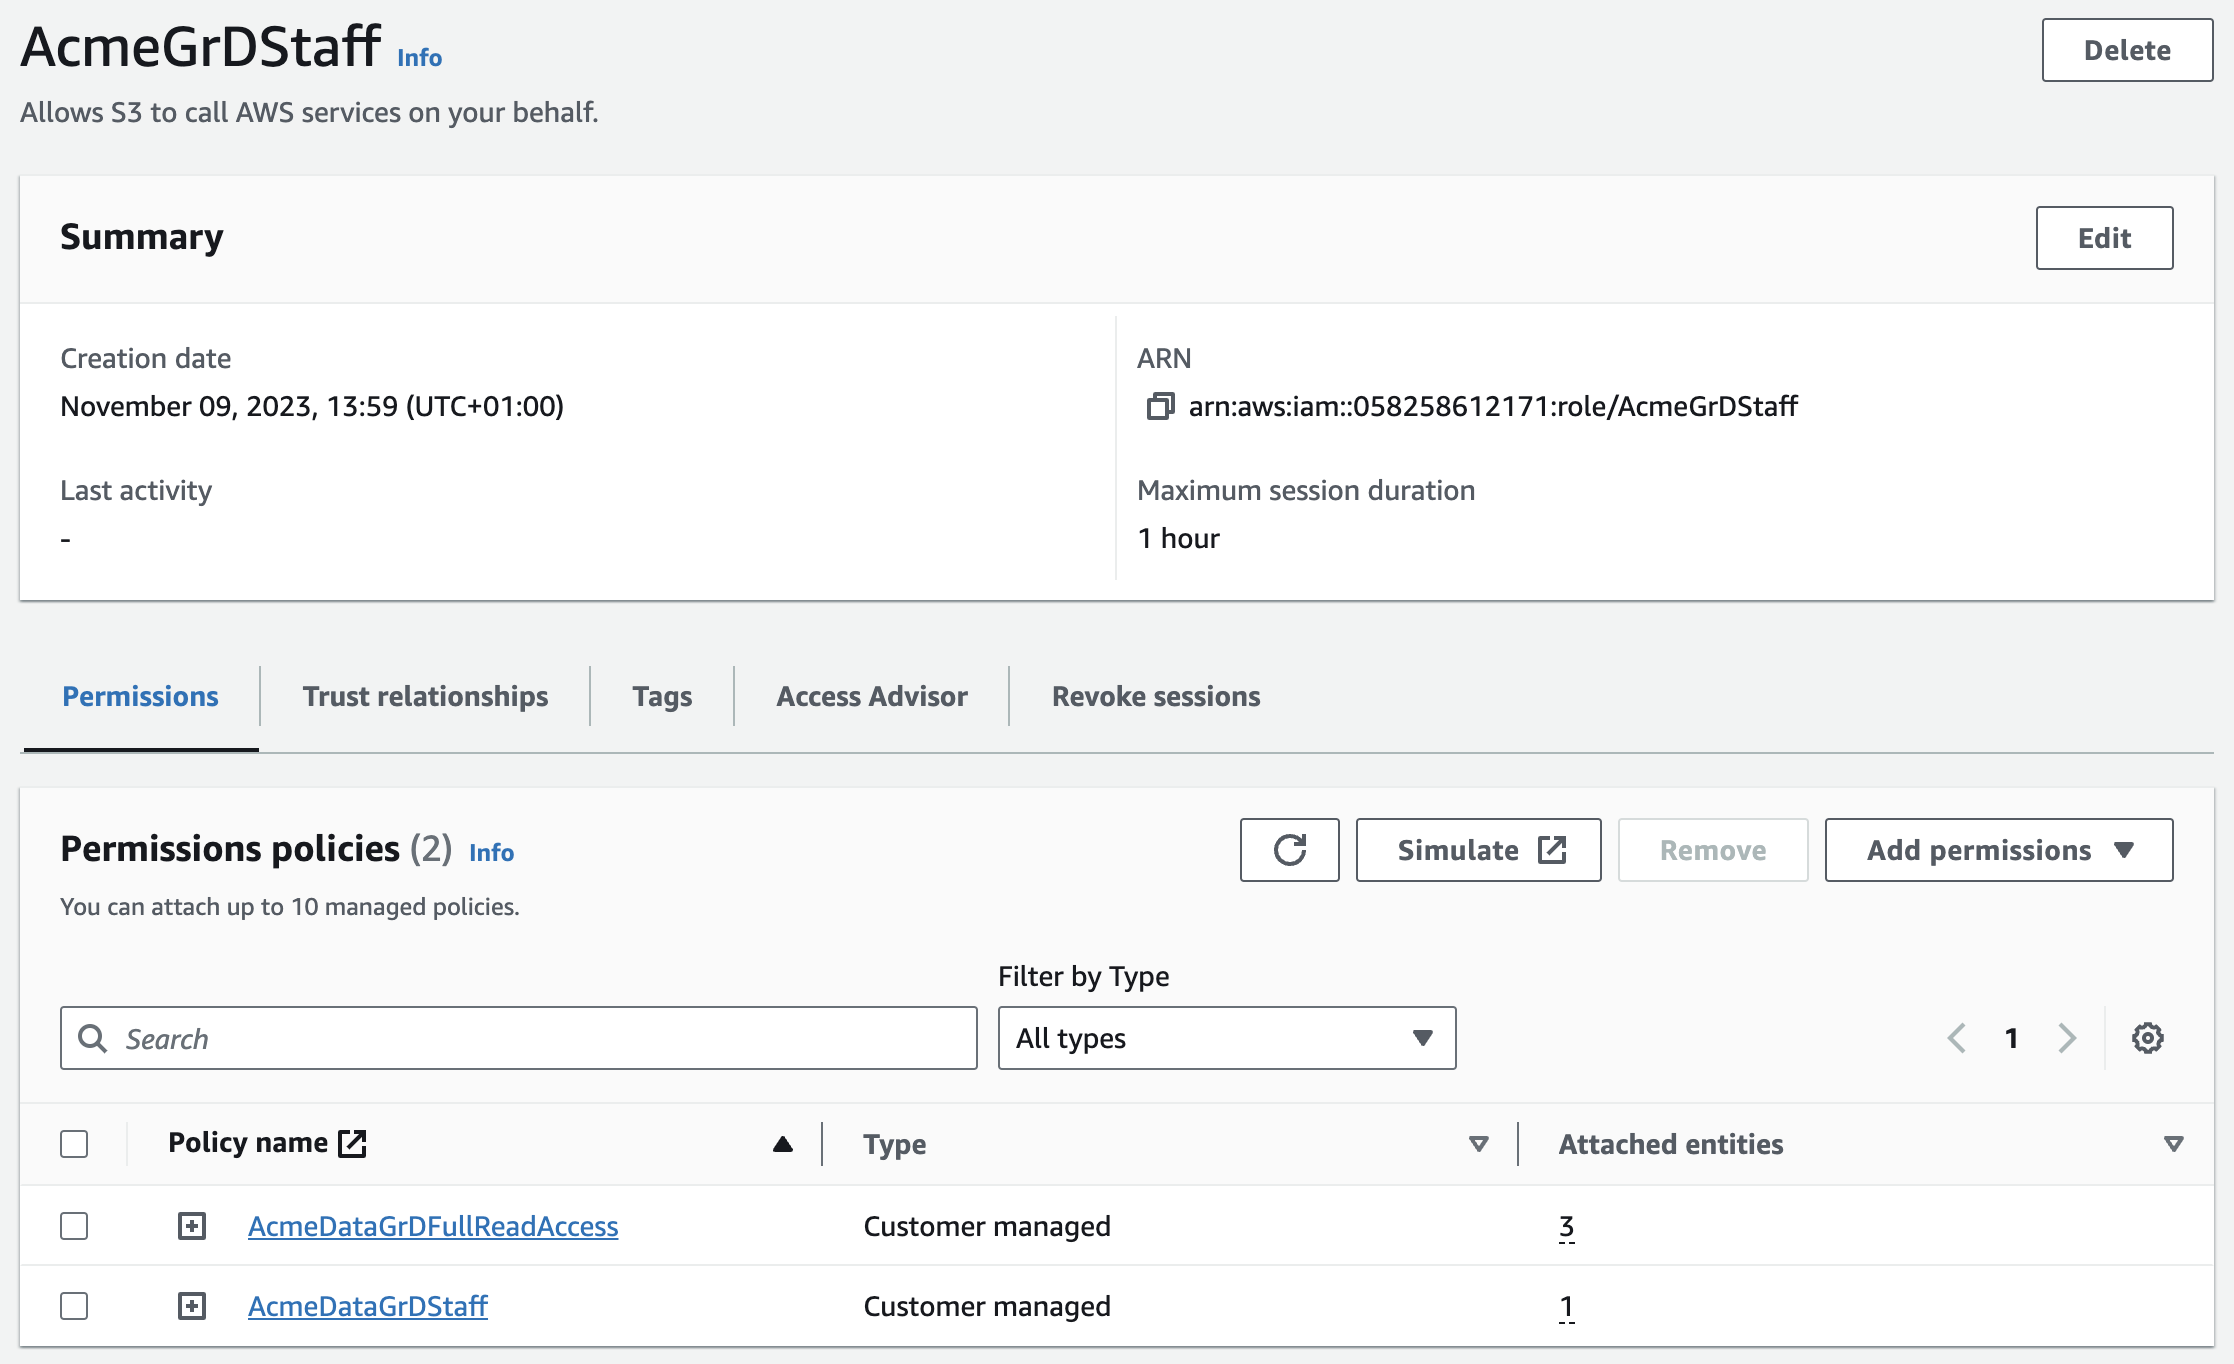 AcmeGrDStaff Info
Delete
Allows S3 to call AWS services on your behalf.
Summary
Edit
Creation date
November 09, 2023, 13:59 (UTC+01:00)
ARN
arn:aws:iam::058258612171:role/AcmeGrDStaff
Last activity
-
Maximum session duration
1 hour
Permissions
Trust relationships
Tags
Access Advisor
Revoke sessions
Permissions policies (2) Info
Simulate
Remove
Add permissions
You can attach up to 10 managed policies.
Filter by Type
Search
All types
1
Policy name
Type
Attached entities
AcmeDataGrDFullReadAccess
Customer managed
3
AcmeDataGrDStaff
Customer managed
1